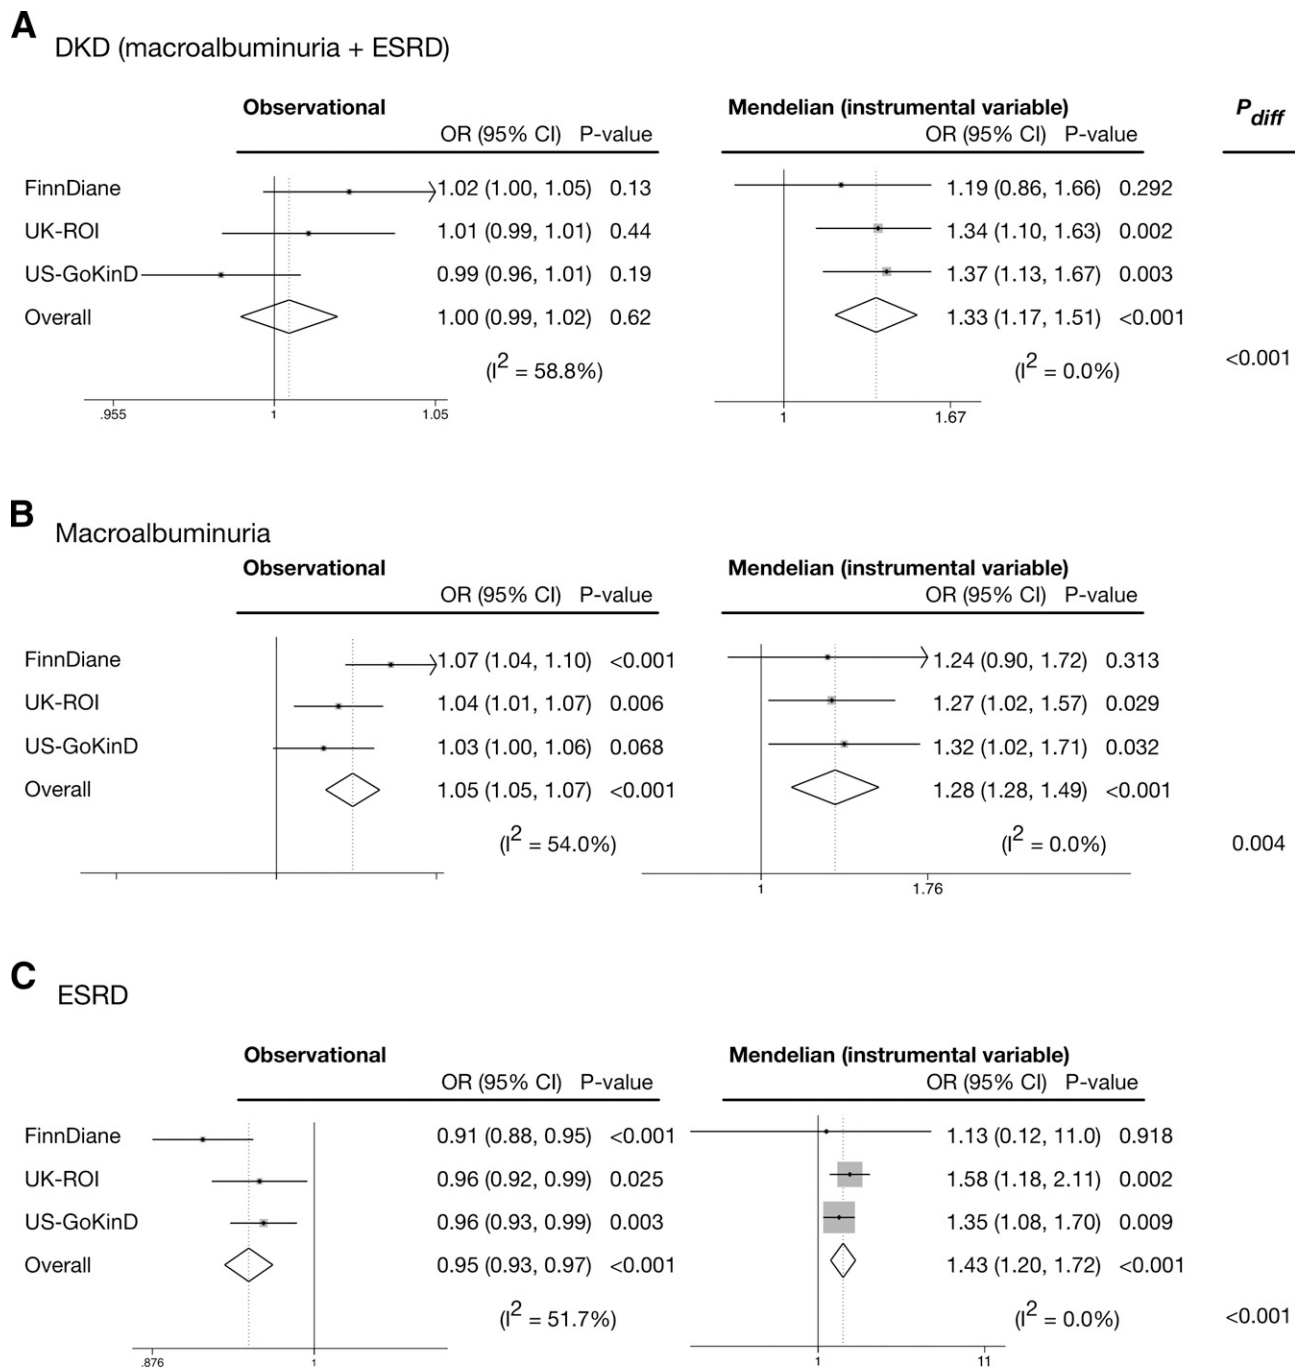 A
DKD (macroalbuminuria + ESRD)
Observational Mendelian (instrumental variable) P diff
OR (95% CI) P-value OR (95% CI) P-value
FinnDiane 1.02 (1.00, 1.05) 0.13 1.19 (0.86, 1.66) 0.292
UK-ROI 1.01 (0.99, 1.01) 0.44 1.34 (1.10, 1.63) 0.002
US-GoKinD 0.99 (0.96, 1.01) 0.19 1.37 (1.13, 1.67) 0.003
Overall 1.00 (0.99, 1.02) 0.62 1.33 (1.17, 1.51) <0.001
(I² = 58.8%) (I² = 0.0%) <0.001
.955 1 1.05 1 1.67
B
Macroalbuminuria
Observational Mendelian (instrumental variable)
OR (95% CI) P-value OR (95% CI) P-value
FinnDiane 1.07 (1.04, 1.10) <0.001 1.24 (0.90, 1.72) 0.313
UK-ROI 1.04 (1.01, 1.07) 0.006 1.27 (1.02, 1.57) 0.029
US-GoKinD 1.03 (1.00, 1.06) 0.068 1.32 (1.02, 1.71) 0.032
Overall 1.05 (1.05, 1.07) <0.001 1.28 (1.28, 1.49) <0.001
(I² = 54.0%) (I² = 0.0%) 0.004
1 1.76
C
ESRD
Observational Mendelian (instrumental variable)
OR (95% CI) P-value OR (95% CI) P-value
FinnDiane 0.91 (0.88, 0.95) <0.001 1.13 (0.12, 11.0) 0.918
UK-ROI 0.96 (0.92, 0.99) 0.025 1.58 (1.18, 2.11) 0.002
US-GoKinD 0.96 (0.93, 0.99) 0.003 1.35 (1.08, 1.70) 0.009
Overall 0.95 (0.93, 0.97) <0.001 1.43 (1.20, 1.72) <0.001
(I² = 51.7%) (I² = 0.0%) <0.001
.876 1 1 11